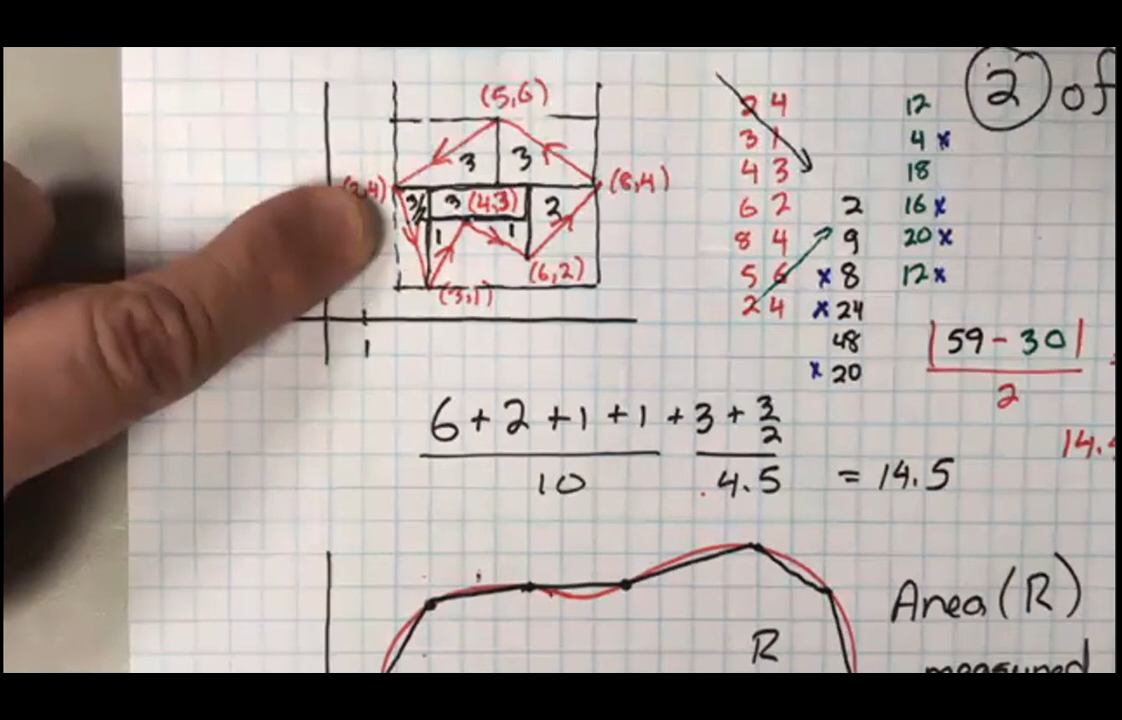 (5,6)
3 3
(2,4) (8,4)
3/2 3 (4,3) 2
1 1
(6,2)
(3,1)
1
2 4
3 1
4 3
6 2
8 4
5 6
2 4
2
9
x 8
x 24
48
x 20
12
4 x
18
16 x
20 x
12 x
2 of
|59 - 30|
2
14.
6 + 2 + 1 + 1 + 3 + 3/2
10 4.5 = 14.5
R
Area (R)
measured